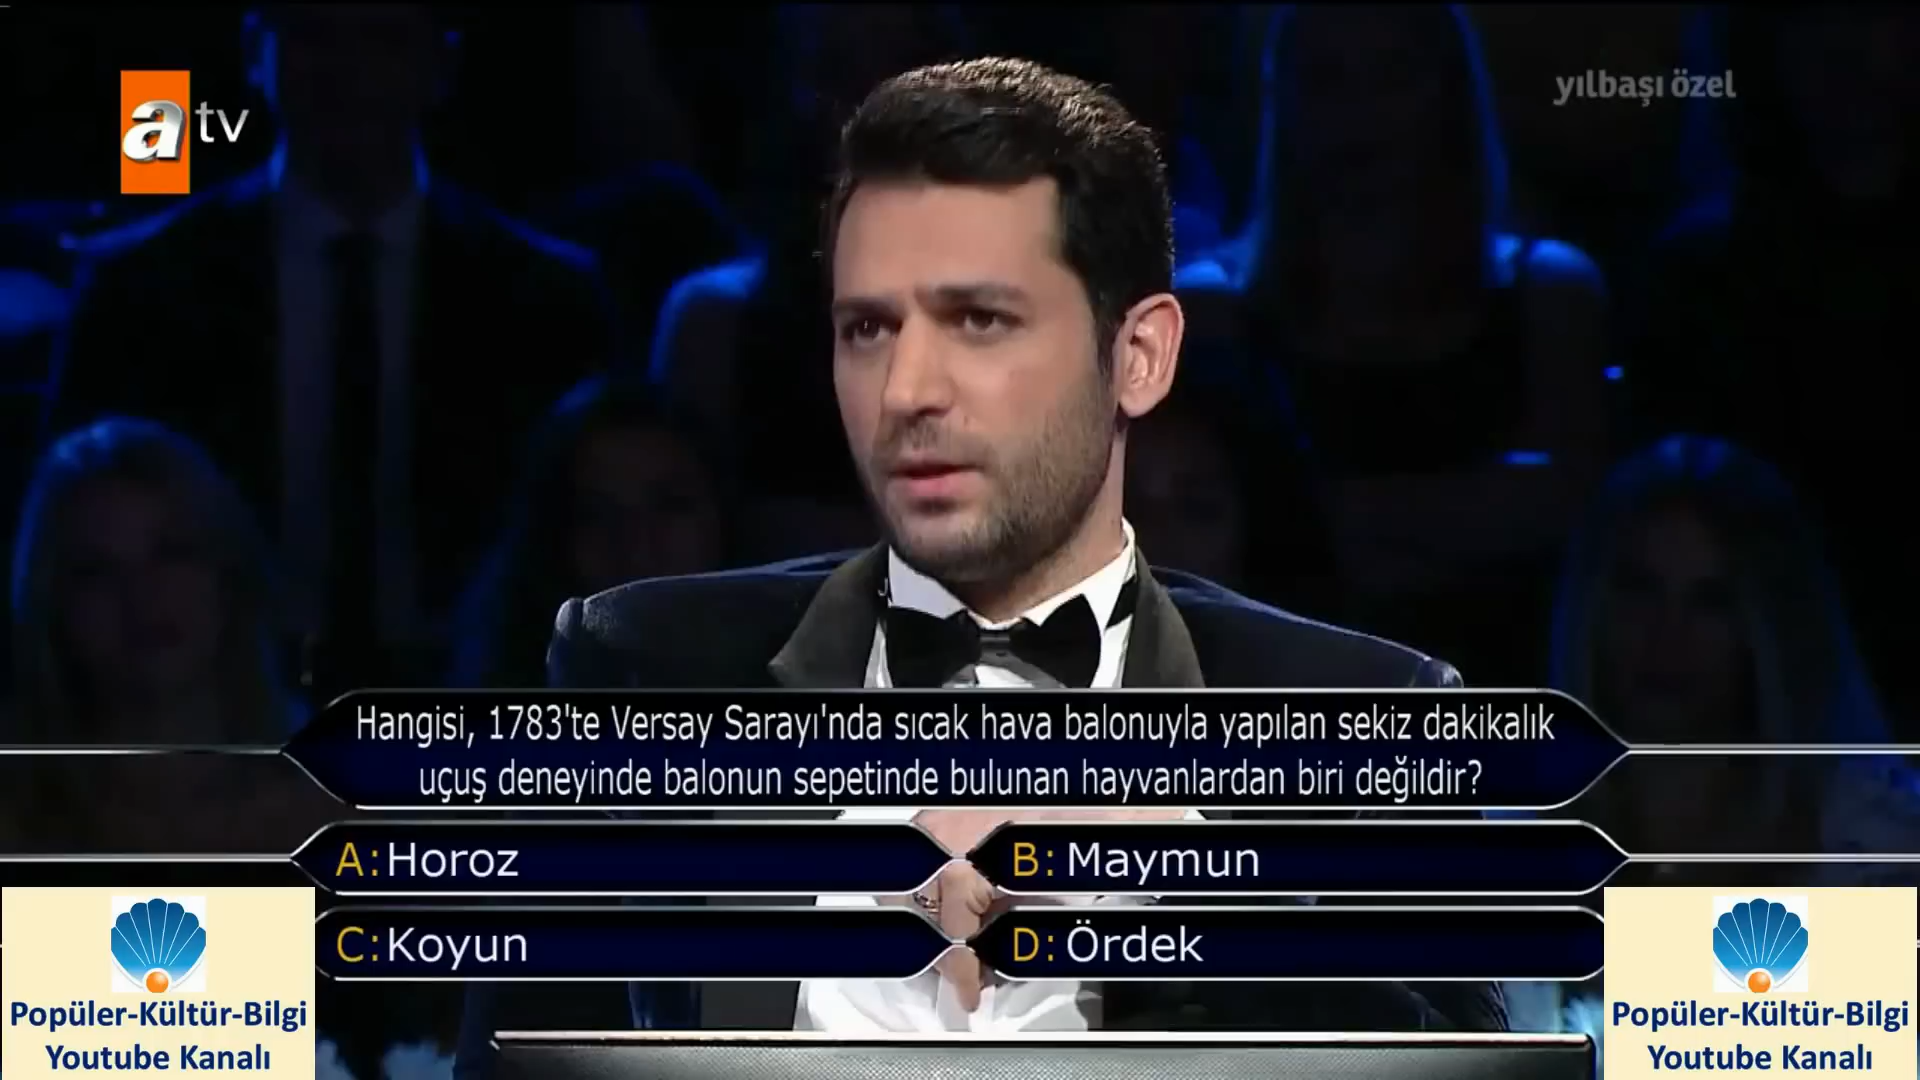 a tv
yılbaşı özel
Hangisi, 1783'te Versay Sarayı'nda sıcak hava balonuyla yapılan sekiz dakikalık
uçuş deneyinde balonun sepetinde bulunan hayvanlardan biri değildir?
A: Horoz
B: Maymun
C: Koyun
D: Ördek
Popüler-Kültür-Bilgi
Youtube Kanalı
Popüler-Kültür-Bilgi
Youtube Kanalı